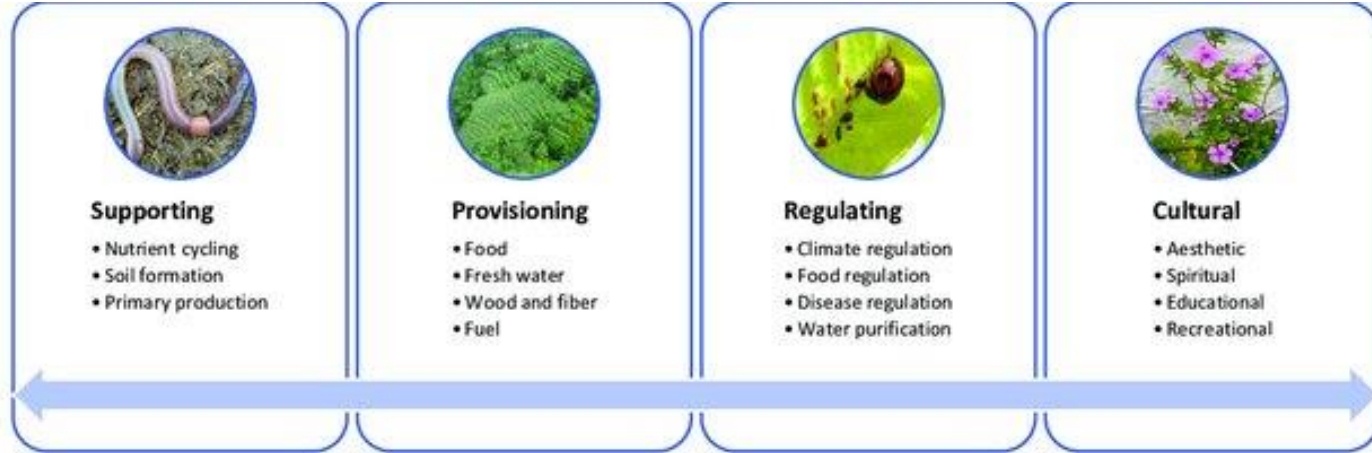 Supporting
• Nutrient cycling
• Soil formation
• Primary production
Provisioning
• Food
• Fresh water
• Wood and fiber
• Fuel
Regulating
• Climate regulation
• Food regulation
• Disease regulation
• Water purification
Cultural
• Aesthetic
• Spiritual
• Educational
• Recreational